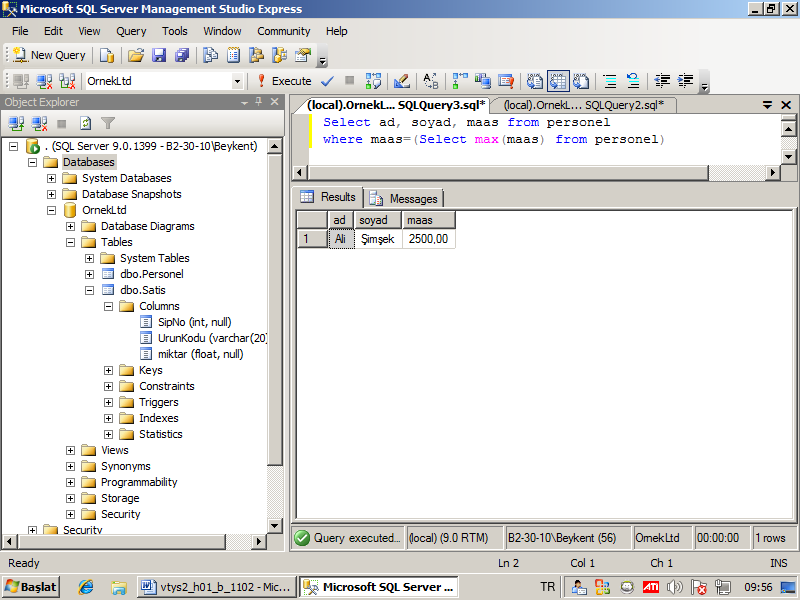 Microsoft SQL Server Management Studio Express
File Edit View Query Tools Window Community Help
New Query
OrnekLtd
Execute
Object Explorer
(local).OrnekL... SQLQuery3.sql*
(local).OrnekL... SQLQuery2.sql*
. (SQL Server 9.0.1399 - B2-30-10\Beykent)
Databases
System Databases
Database Snapshots
OrnekLtd
Database Diagrams
Tables
System Tables
dbo.Personel
dbo.Satis
Columns
SipNo (int, null)
UrunKodu (varchar(20)
miktar (float, null)
Keys
Constraints
Triggers
Indexes
Statistics
Views
Synonyms
Programmability
Storage
Security
Security
Select ad, soyad, maas from personel
where maas=(Select max(maas) from personel)
Results Messages
ad soyad maas
1 Ali Şimşek 2500,00
Query executed... (local) (9.0 RTM) B2-30-10\Beykent (56) OrnekLtd 00:00:00 1 rows
Ready Ln 2 Col 1 Ch 1 INS
Başlat vtys2_h01_b_1102 - Mic... Microsoft SQL Server ... TR ATI 09:56